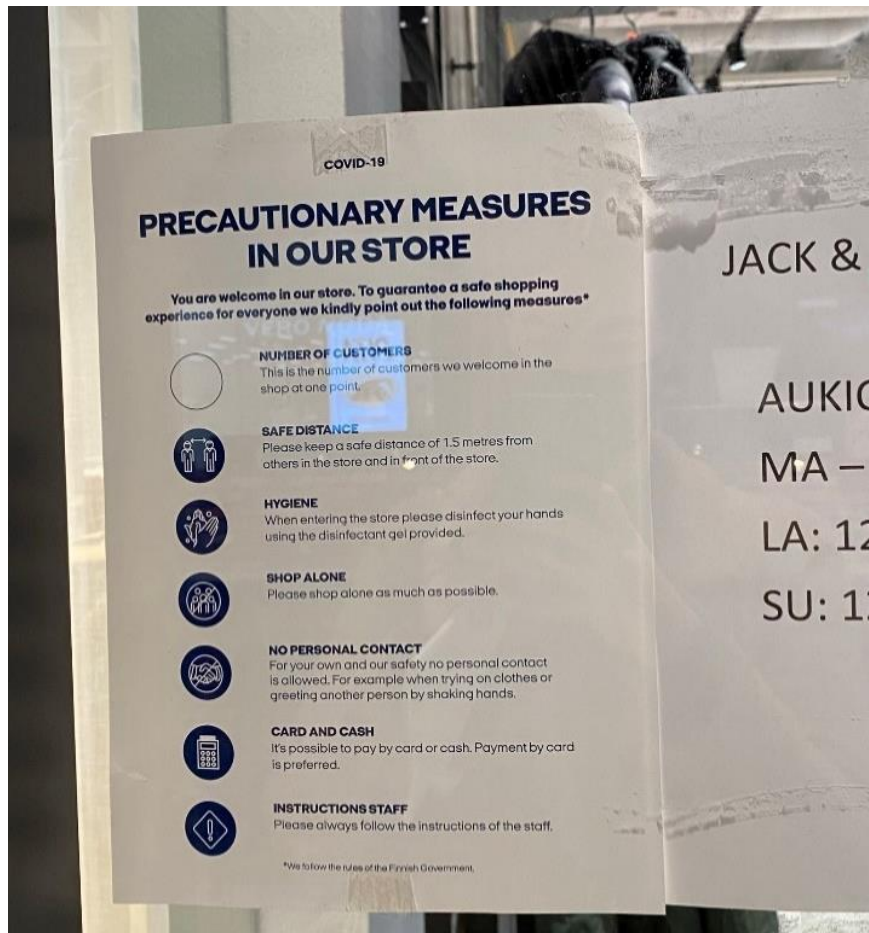 COVID-19
PRECAUTIONARY MEASURES
IN OUR STORE
You are welcome in our store. To guarantee a safe shopping
experience for everyone we kindly point out the following measures*
NUMBER OF CUSTOMERS
This is the number of customers we welcome in the
shop at one point.
SAFE DISTANCE
Please keep a safe distance of 1.5 metres from
others in the store and in front of the store.
HYGIENE
When entering the store please disinfect your hands
using the disinfectant gel provided.
SHOP ALONE
Please shop alone as much as possible.
NO PERSONAL CONTACT
For your own and our safety no personal contact
is allowed. For example when trying on clothes or
greeting another person by shaking hands.
CARD AND CASH
It's possible to pay by card or cash. Payment by card
is preferred.
INSTRUCTIONS STAFF
Please always follow the instructions of the staff.
*We follow the rules of the Finnish Government.
JACK &
MA –
LA: 12
SU: